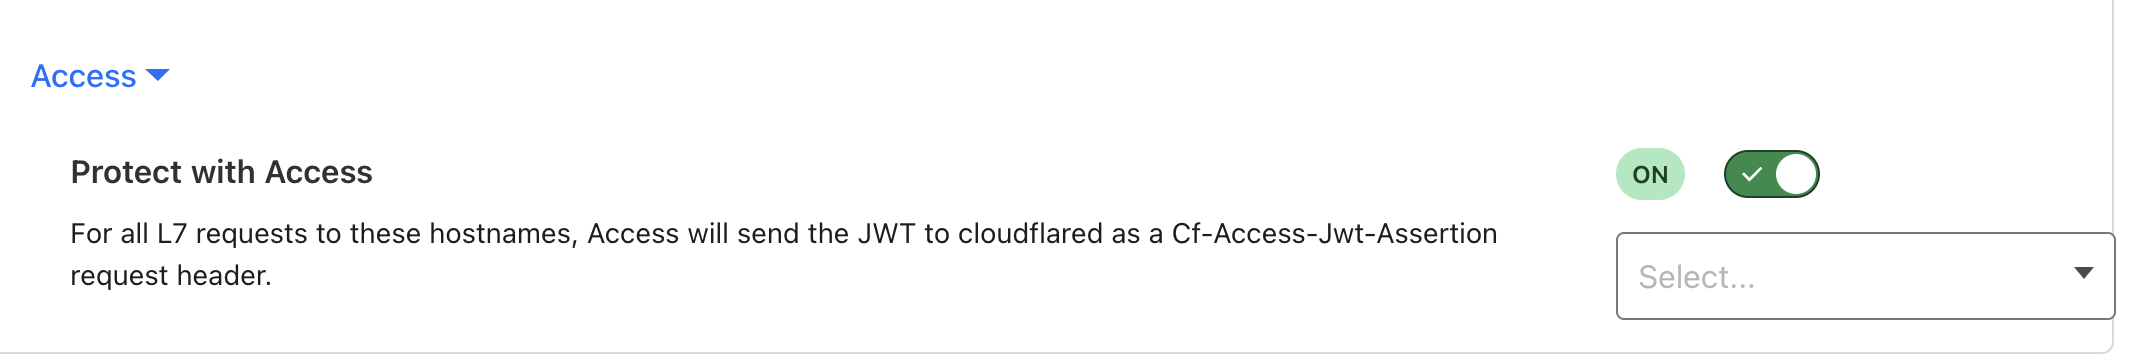 Access
Protect with Access
ON
For all L7 requests to these hostnames, Access will send the JWT to cloudflared as a Cf-Access-Jwt-Assertion
request header.
Select...